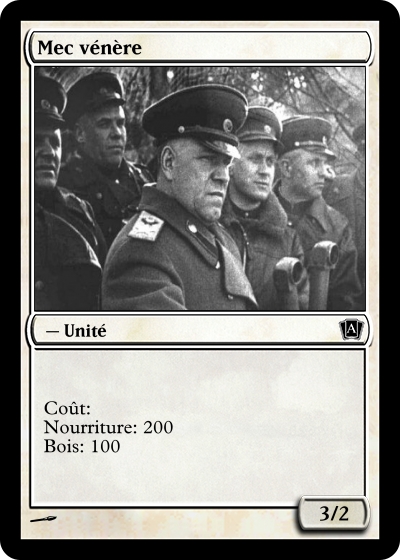 Mec vénère
— Unité
A
Coût:
Nourriture: 200
Bois: 100
3/2